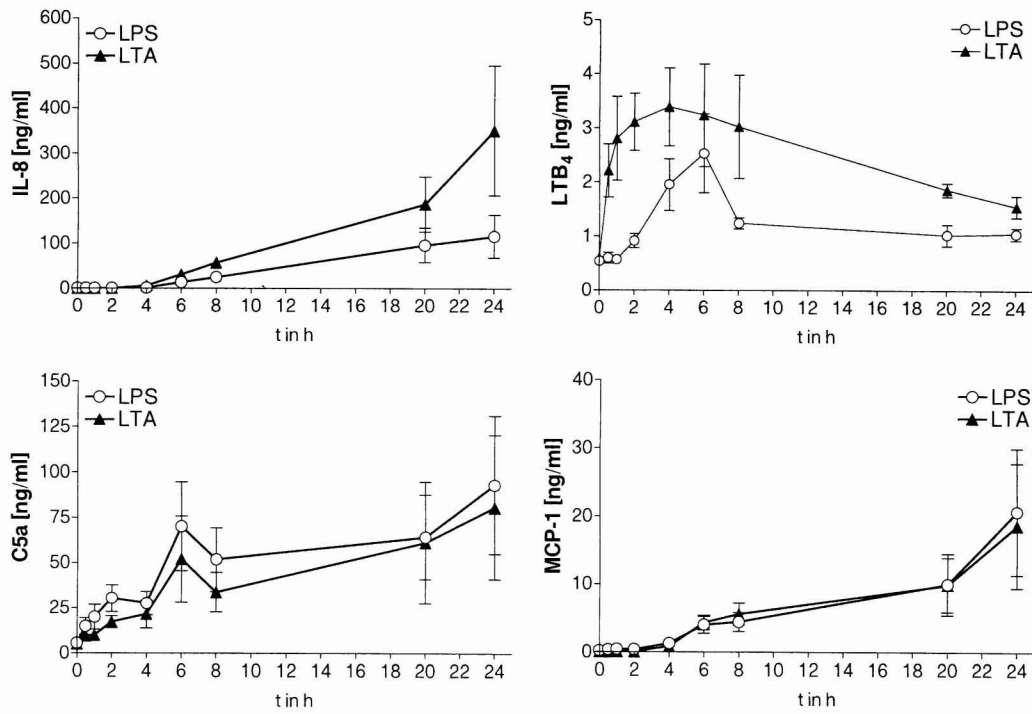 600
500
400
300
200
100
0
IL-8 [ng/ml]
LPS
LTA
0 2 4 6 8 10 12 14 16 18 20 22 24
t in h
5
4
3
2
1
0
LTB4 [ng/ml]
LPS
LTA
0 2 4 6 8 10 12 14 16 18 20 22 24
t in h
150
125
100
75
50
25
0
C5a [ng/ml]
LPS
LTA
0 2 4 6 8 10 12 14 16 18 20 22 24
t in h
40
30
20
10
0
MCP-1 [ng/ml]
LPS
LTA
0 2 4 6 8 10 12 14 16 18 20 22 24
t in h